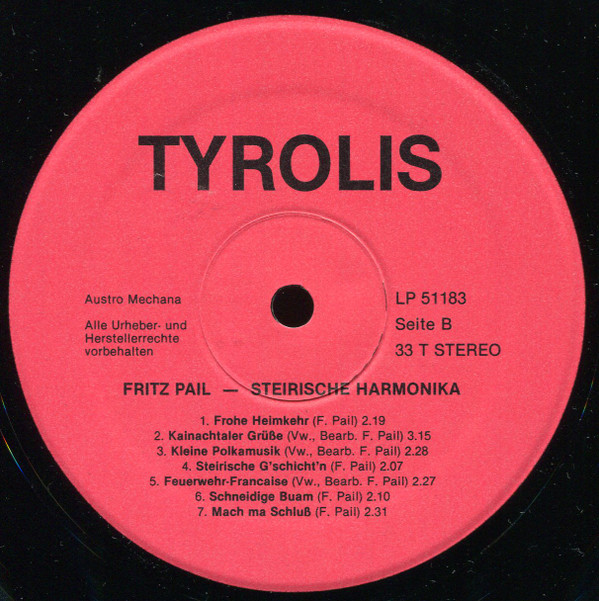 TYROLIS
Austro Mechana
LP 51183
Alle Urheber- und
Herstellerrechte
vorbehalten
Seite B
33 T STEREO
FRITZ PAIL — STEIRISCHE HARMONIKA
1. Frohe Heimkehr (F. Pail) 2.19
2. Kainachtaler Grüße (Vw., Bearb. F. Pail) 3.15
3. Kleine Polkamusik (Vw., Bearb. F. Pail) 2.28
4. Steirische G'schicht'n (F. Pail) 2.07
5. Feuerwehr-Francaise (Vw., Bearb. F. Pail) 2.27
6. Schneidige Buam (F. Pail) 2.10
7. Mach ma Schluß (F. Pail) 2.31